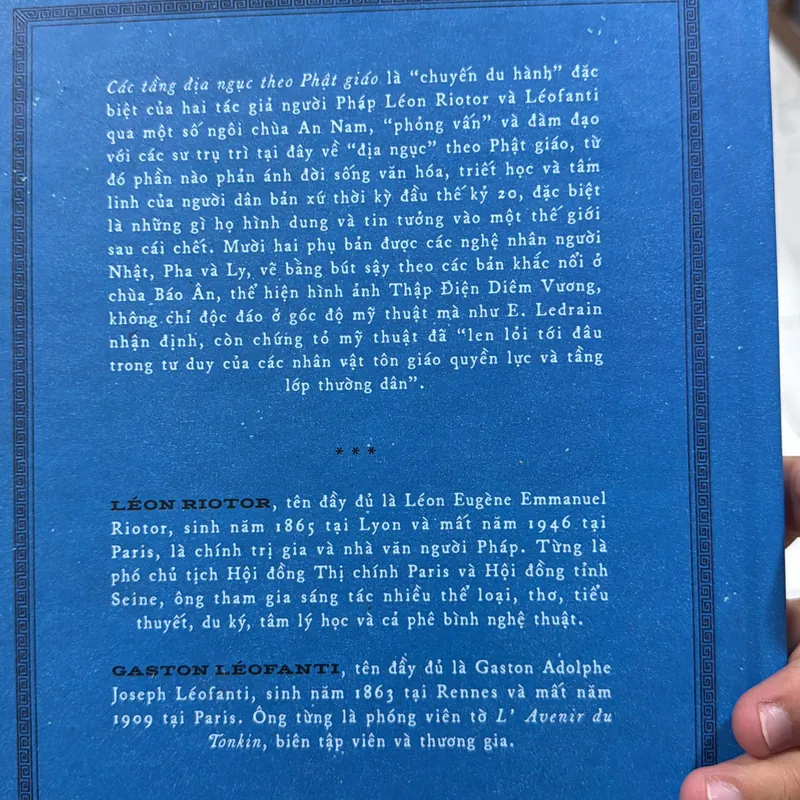 Các tầng địa ngục theo Phật giáo là “chuyến du hành” đặc
biệt của hai tác giả người Pháp Léon Riotor và Léofanti
qua một số ngôi chùa An Nam, “phỏng vấn” và đàm đạo
với các sư trụ trì tại đây về “địa ngục” theo Phật giáo, từ
đó phần nào phản ánh đời sống văn hóa, triết học và tâm
linh của người dân bản xứ thời kỳ đầu thế kỷ 20, đặc biệt
là những gì họ hình dung và tin tưởng vào một thế giới
sau cái chết. Mười hai phụ bản được các nghệ nhân người
Nhật, Pha và Ly, vẽ bằng bút sậy theo các bản khắc nổi ở
chùa Báo Ân, thể hiện hình ảnh Thập Điện Diêm Vương,
không chỉ độc đáo ở góc độ mỹ thuật mà như E. Ledrain
nhận định, còn chứng tỏ mỹ thuật đã “len lỏi tới đâu
trong tư duy của các nhân vật tôn giáo quyền lực và tầng
lớp thường dân”.
***
LÉON RIOTOR, tên đầy đủ là Léon Eugène Emmanuel
Riotor, sinh năm 1865 tại Lyon và mất năm 1946 tại
Paris, là chính trị gia và nhà văn người Pháp. Từng là
phó chủ tịch Hội đồng Thị chính Paris và Hội đồng tỉnh
Seine, ông tham gia sáng tác nhiều thể loại, thơ, tiểu
thuyết, du ký, tâm lý học và cả phê bình nghệ thuật.
GASTON LÉOFANTI, tên đầy đủ là Gaston Adolphe
Joseph Léofanti, sinh năm 1863 tại Rennes và mất năm
1909 tại Paris. Ông từng là phóng viên tờ L’ Avenir du
Tonkin, biên tập viên và thương gia.